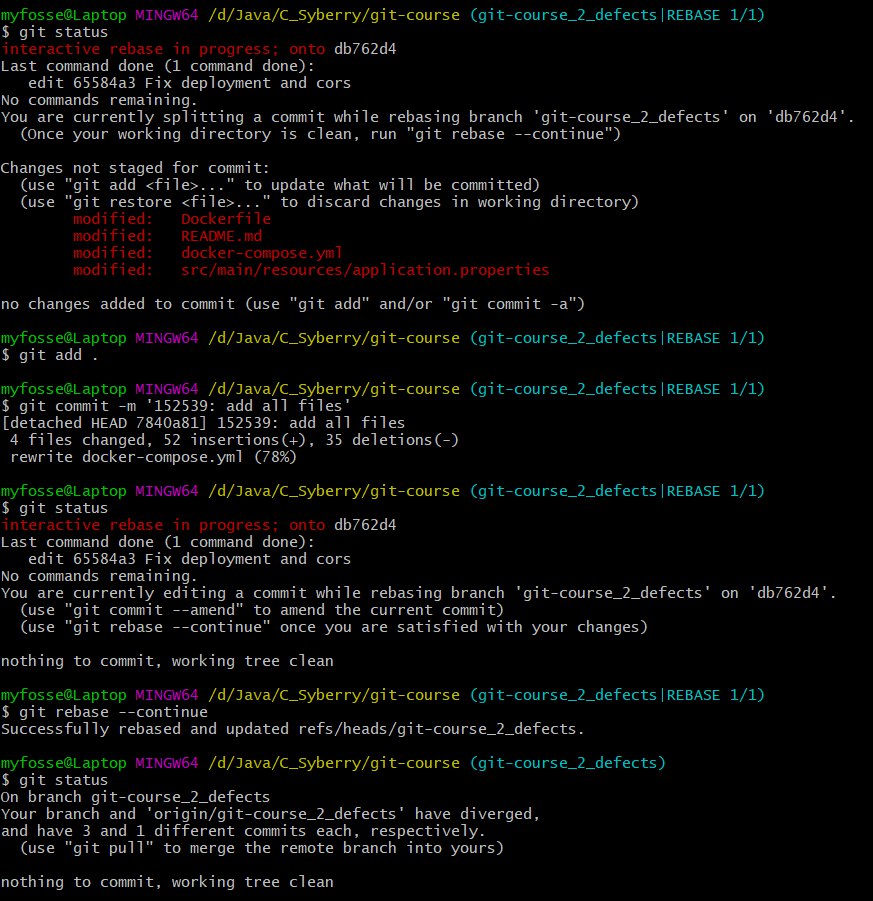 myfosse@Laptop MINGW64 /d/Java/C_Syberry/git-course (git-course_2_defects|REBASE 1/1)
$ git status
interactive rebase in progress; onto db762d4
Last command done (1 command done):
   edit 65584a3 Fix deployment and cors
No commands remaining.
You are currently splitting a commit while rebasing branch 'git-course_2_defects' on 'db762d4'.
  (Once your working directory is clean, run "git rebase --continue")

Changes not staged for commit:
  (use "git add <file>..." to update what will be committed)
  (use "git restore <file>..." to discard changes in working directory)
        modified:   Dockerfile
        modified:   README.md
        modified:   docker-compose.yml
        modified:   src/main/resources/application.properties

no changes added to commit (use "git add" and/or "git commit -a")

myfosse@Laptop MINGW64 /d/Java/C_Syberry/git-course (git-course_2_defects|REBASE 1/1)
$ git add .

myfosse@Laptop MINGW64 /d/Java/C_Syberry/git-course (git-course_2_defects|REBASE 1/1)
$ git commit -m '152539: add all files'
[detached HEAD 7840a81] 152539: add all files
 4 files changed, 52 insertions(+), 35 deletions(-)
 rewrite docker-compose.yml (78%)

myfosse@Laptop MINGW64 /d/Java/C_Syberry/git-course (git-course_2_defects|REBASE 1/1)
$ git status
interactive rebase in progress; onto db762d4
Last command done (1 command done):
   edit 65584a3 Fix deployment and cors
No commands remaining.
You are currently editing a commit while rebasing branch 'git-course_2_defects' on 'db762d4'.
  (use "git commit --amend" to amend the current commit)
  (use "git rebase --continue" once you are satisfied with your changes)

nothing to commit, working tree clean

myfosse@Laptop MINGW64 /d/Java/C_Syberry/git-course (git-course_2_defects|REBASE 1/1)
$ git rebase --continue
Successfully rebased and updated refs/heads/git-course_2_defects.

myfosse@Laptop MINGW64 /d/Java/C_Syberry/git-course (git-course_2_defects)
$ git status
On branch git-course_2_defects
Your branch and 'origin/git-course_2_defects' have diverged,
and have 3 and 1 different commits each, respectively.
  (use "git pull" to merge the remote branch into yours)

nothing to commit, working tree clean